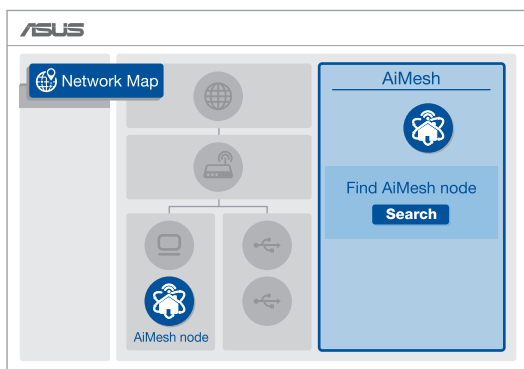 ASUS
Network Map
AiMesh
Find AiMesh node
Search
AiMesh node